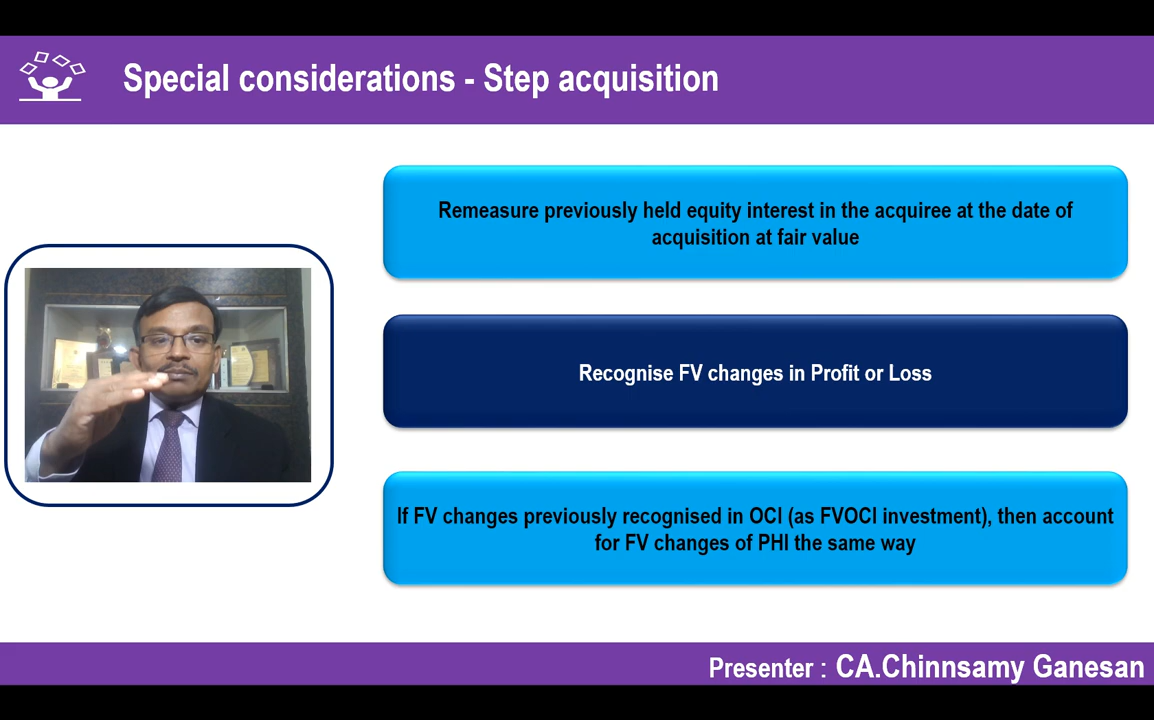 Special considerations - Step acquisition
Remeasure previously held equity interest in the acquiree at the date of
acquisition at fair value
Recognise FV changes in Profit or Loss
If FV changes previously recognised in OCI (as FVOCI investment), then account
for FV changes of PHI the same way
Presenter : CA.Chinnsamy Ganesan